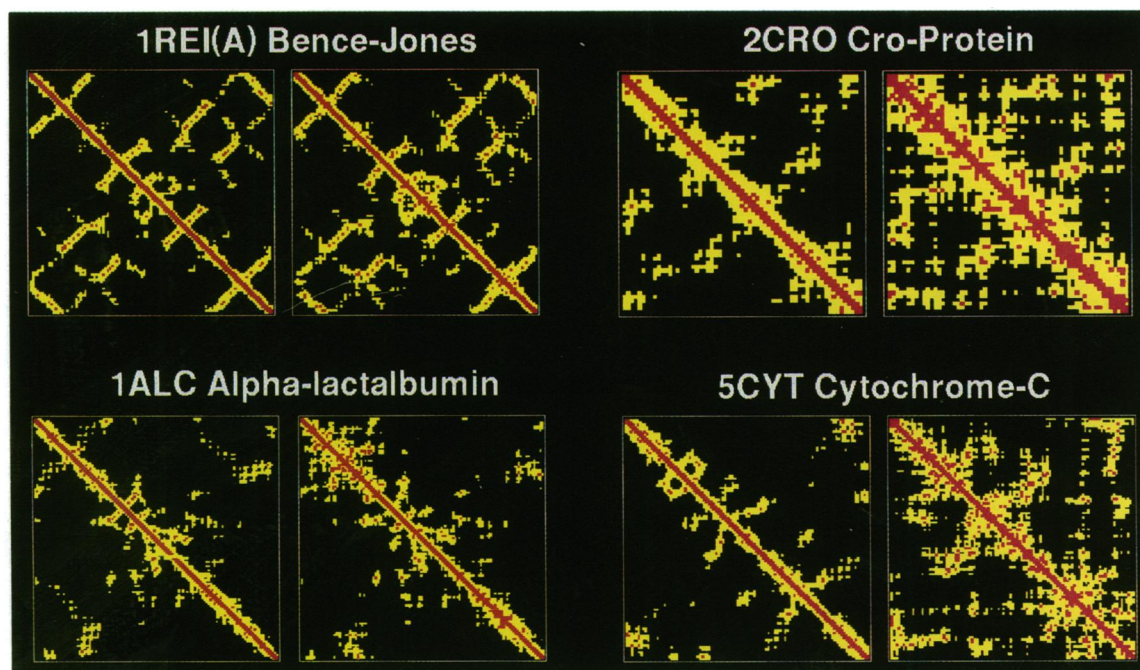 1REI(A) Bence-Jones
2CRO Cro-Protein
1ALC Alpha-lactalbumin
5CYT Cytochrome-C